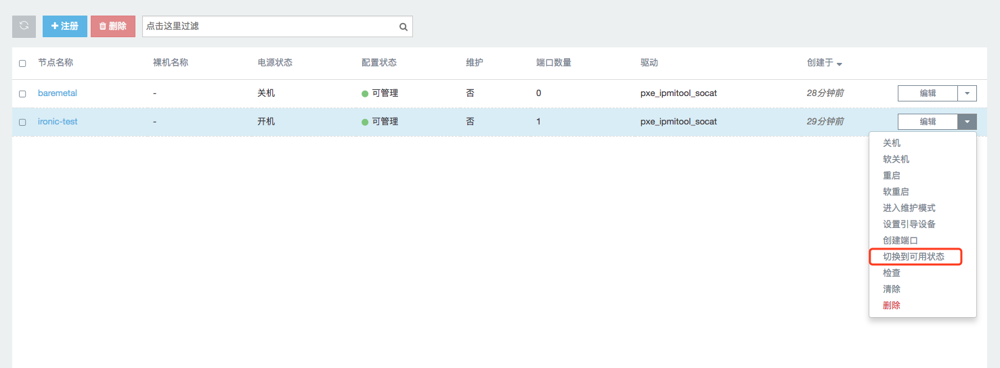 注册 删除 点击这里过滤
节点名称 裸机名称 电源状态 配置状态 维护 端口数量 驱动 创建于
baremetal - 关机 可管理 否 0 pxe_ipmitool_socat 28分钟前 编辑
ironic-test - 开机 可管理 否 1 pxe_ipmitool_socat 29分钟前 编辑
关机
软关机
重启
软重启
进入维护模式
设置引导设备
创建端口
切换到可用状态
检查
清除
删除